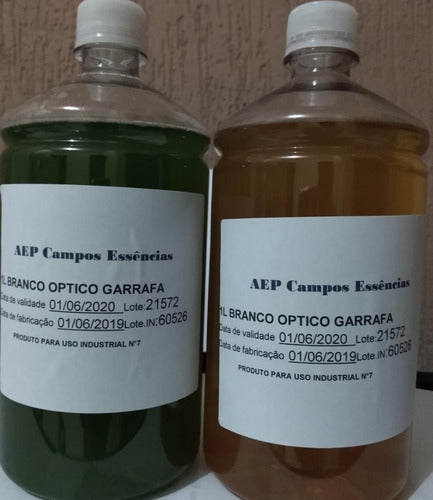 AEP Campos Essências
1L BRANCO OPTICO GARRAFA
Data de validade 01/06/2020 Lote:21572
Data de fabricação 01/06/2019 Lote.IN:60526
PRODUTO PARA USO INDUSTRIAL N°7
AEP Campos Essências
1L BRANCO OPTICO GARRAFA
Data de validade 01/06/2020 Lote:21572
Data de fabricação 01/06/2019 Lote.IN:60526
PRODUTO PARA USO INDUSTRIAL N°7